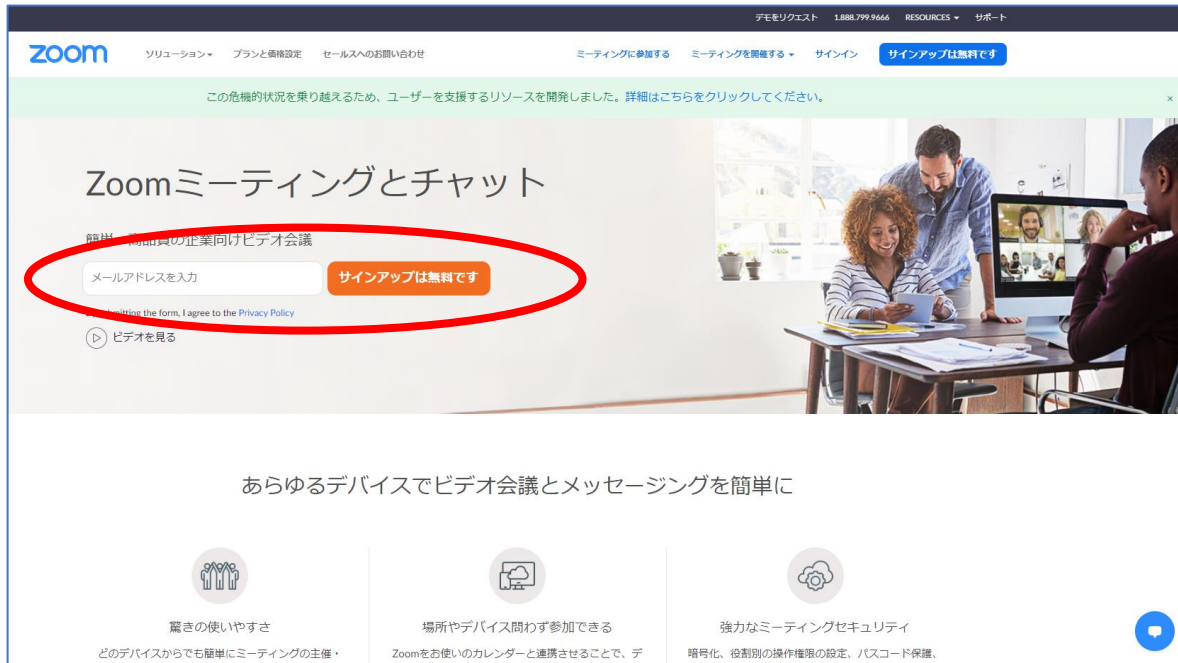 デモをリクエスト 1.888.799.9666 RESOURCES サポート
zoom ソリューション プランと価格設定 セールスへのお問い合わせ ミーティングに参加する ミーティングを開催する サインイン サインアップは無料です
この危機的状況を乗り越えるため、ユーザーを支援するリソースを開発しました。詳細はこちらをクリックしてください。 ×
Zoomミーティングとチャット
の企業向けビデオ会議
メールアドレスを入力 サインアップは無料です
the form, I agree to the Privacy Policy
ビデオを見る
あらゆるデバイスでビデオ会議とメッセージングを簡単に
驚きの使いやすさ 場所やデバイス問わず参加できる 強力なミーティングセキュリティ
どのデバイスからでも簡単にミーティングの主催・ Zoomをお使いのカレンダーと連携させることで、デ 暗号化、役割別の操作権限の設定、パスコード保護、